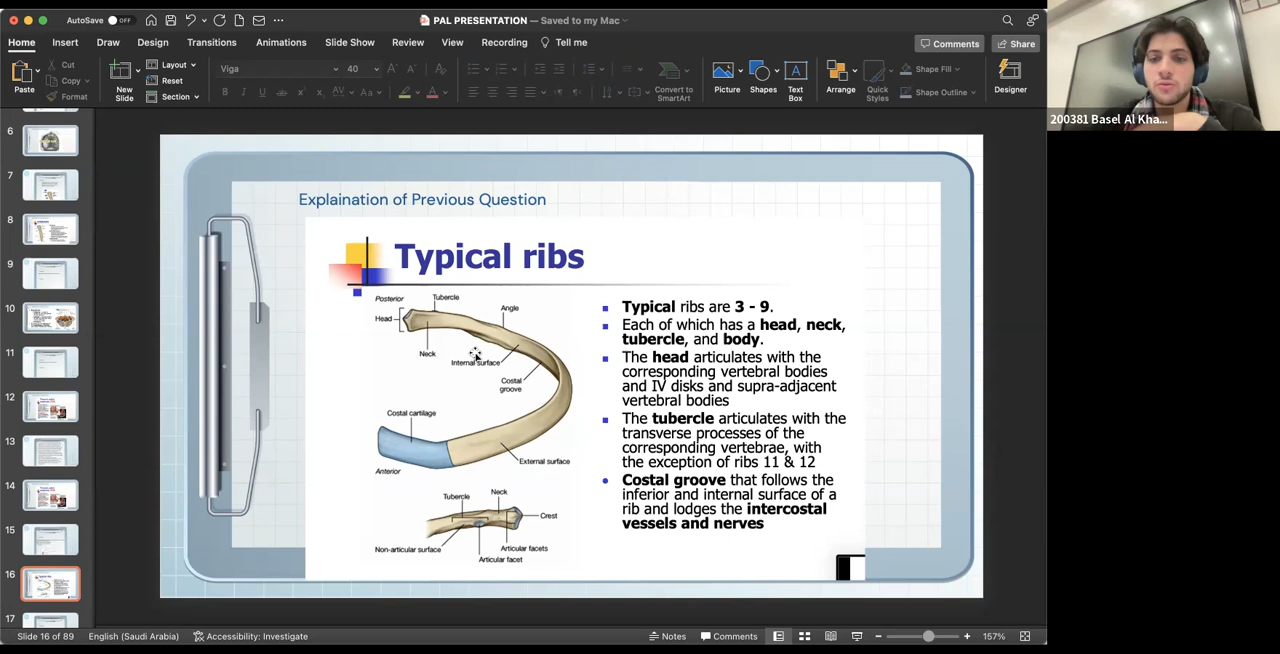 AutoSave OFF
PAL PRESENTATION — Saved to my Mac
Home Insert Draw Design Transitions Animations Slide Show Review View Recording Tell me
Comments Share
Paste
Cut
Copy
Format
New Slide
Layout
Reset
Section
Viga 40
Convert to SmartArt
Picture
Shapes
Text Box
Arrange
Quick Styles
Shape Fill
Shape Outline
Designer
200381 Basel Al Kha...
6
7
8
9
10
11
12
13
14
15
16
17
Explaination of Previous Question
Typical ribs
Posterior
Tubercle
Head
Angle
Neck
Internal surface
Costal
groove
Costal cartilage
Anterior
External surface
Tubercle
Neck
Crest
Non-articular surface
Articular facets
Articular facet
Typical ribs are 3 - 9.
Each of which has a head, neck,
tubercle, and body.
The head articulates with the
corresponding vertebral bodies
and IV disks and supra-adjacent
vertebral bodies
The tubercle articulates with the
transverse processes of the
corresponding vertebrae, with
the exception of ribs 11 & 12
Costal groove that follows the
inferior and internal surface of a
rib and lodges the intercostal
vessels and nerves
Slide 16 of 89 English (Saudi Arabia) Accessibility: Investigate
Notes Comments 157%